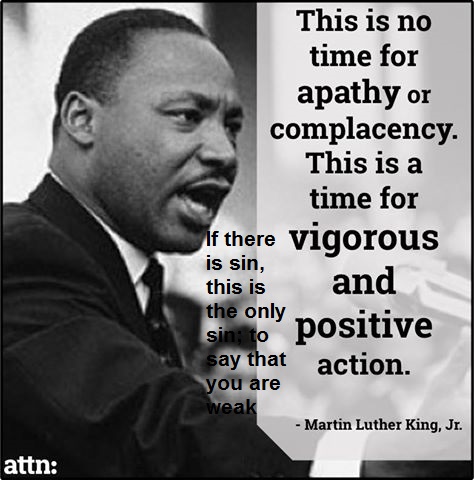 This is no
time for
apathy or
complacency.
This is a
time for
vigorous
and
positive
action.
- Martin Luther King, Jr.
If there
is sin,
this is
the only
sin; to
say that
you are
weak
attn: